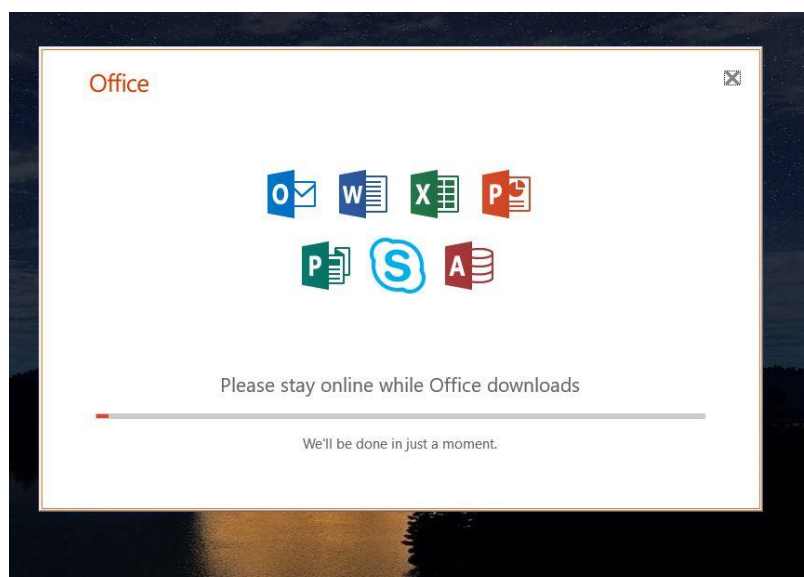 Office
O W X P
P S A
Please stay online while Office downloads
We'll be done in just a moment.